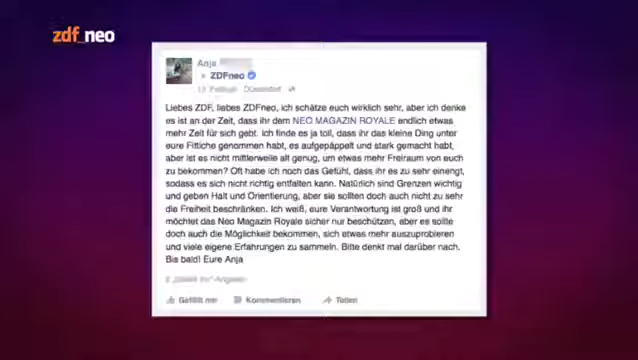 zdf_neo
Anja
ZDFneo
Liebes ZDF, liebes ZDFneo, ich schätze euch wirklich sehr, aber ich denke
es ist an der Zeit, dass ihr dem NEO MAGAZIN ROYALE endlich etwas
mehr Zeit für sich gebt. Ich finde es ja toll, dass ihr das kleine Ding unter
eure Fittiche genommen habt, es aufgepäppelt und stark gemacht habt,
aber ist es nicht mittlerweile alt genug, um etwas mehr Freiraum von euch
zu bekommen? Oft habe ich noch das Gefühl, dass ihr es zu sehr einengt,
sodass es sich nicht richtig entfalten kann. Natürlich sind Grenzen wichtig
und geben Halt und Orientierung, aber sie sollten doch auch nicht zu sehr
die Freiheit beschränken. Ich weiß, eure Verantwortung ist groß und ihr
möchtet das Neo Magazin Royale sicher nur beschützen, aber es sollte
doch auch die Möglichkeit bekommen, sich etwas mehr auszuprobieren
und viele eigene Erfahrungen zu sammeln. Bitte denkt mal darüber nach.
Bis bald! Eure Anja
Gefällt mir Kommentieren Teilen